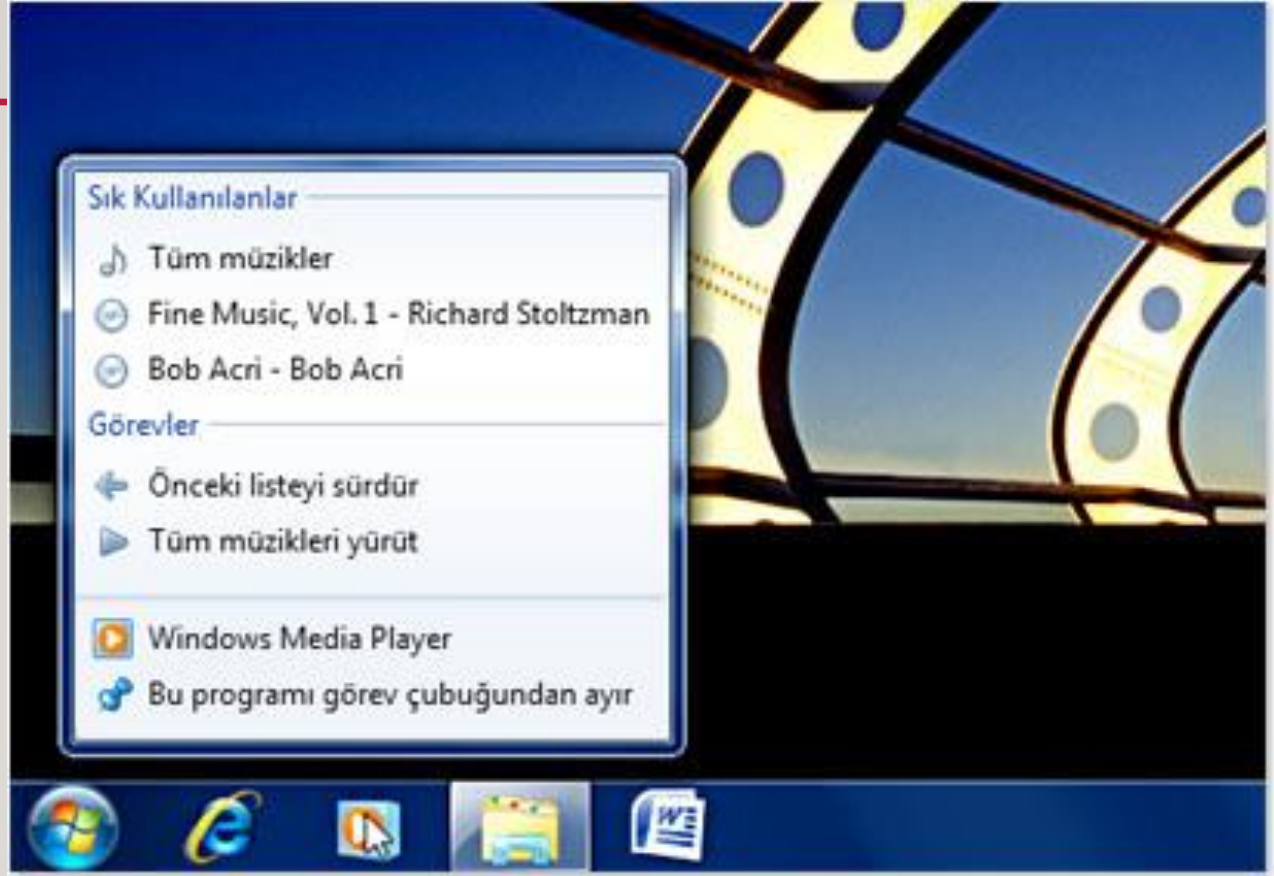 Sık Kullanılanlar
Tüm müzikler
Fine Music, Vol. 1 - Richard Stoltzman
Bob Acri - Bob Acri
Görevler
Önceki listeyi sürdür
Tüm müzikleri yürüt
Windows Media Player
Bu programı görev çubuğundan ayır
W